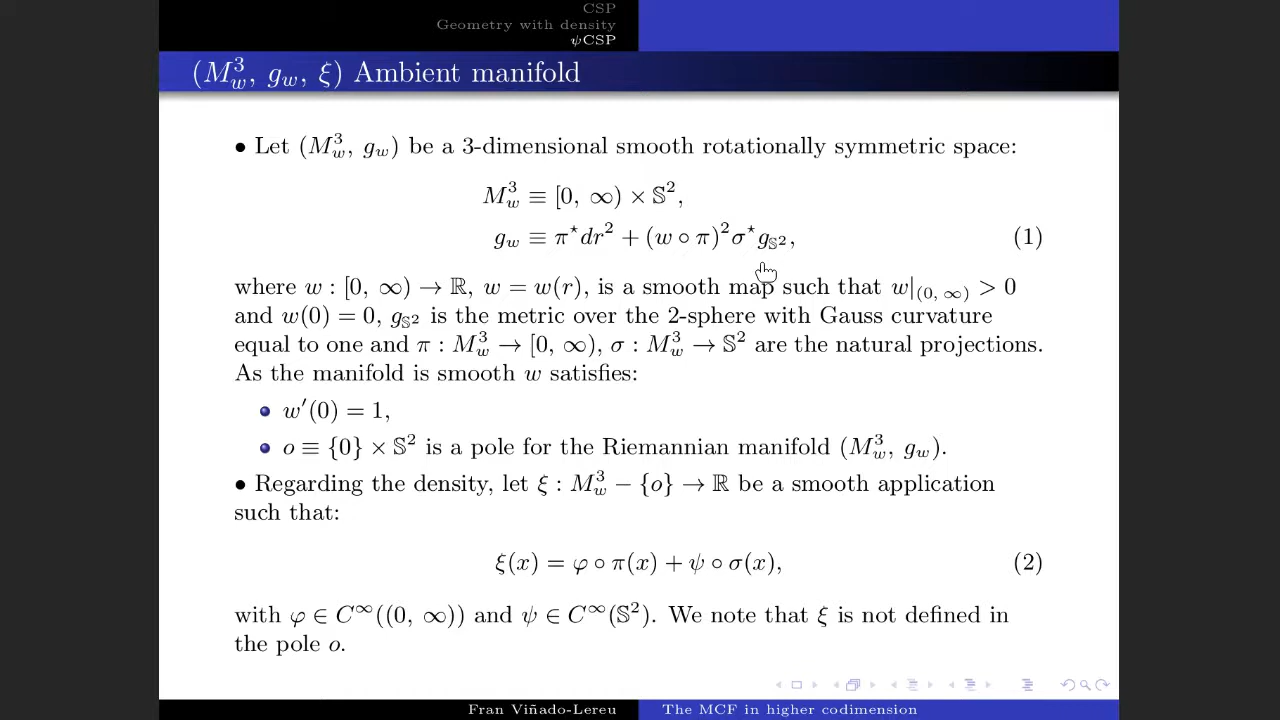 CSP
Geometry with density
ψCSP
(M³_w, g_w, ξ) Ambient manifold
• Let (M³_w, g_w) be a 3-dimensional smooth rotationally symmetric space:
M³_w ≡ [0, ∞) × 𝕊²,
g_w ≡ π*dr² + (w ∘ π)²σ*g_𝕊², (1)
where w : [0, ∞) → ℝ, w = w(r), is a smooth map such that w|_(0, ∞) > 0
and w(0) = 0, g_𝕊² is the metric over the 2-sphere with Gauss curvature
equal to one and π : M³_w → [0, ∞), σ : M³_w → 𝕊² are the natural projections.
As the manifold is smooth w satisfies:
• w′(0) = 1,
• o ≡ {0} × 𝕊² is a pole for the Riemannian manifold (M³_w, g_w).
• Regarding the density, let ξ : M³_w − {o} → ℝ be a smooth application
such that:
ξ(x) = φ ∘ π(x) + ψ ∘ σ(x), (2)
with φ ∈ C^∞((0, ∞)) and ψ ∈ C^∞(𝕊²). We note that ξ is not defined in
the pole o.
Fran Viñado-Lereu The MCF in higher codimension